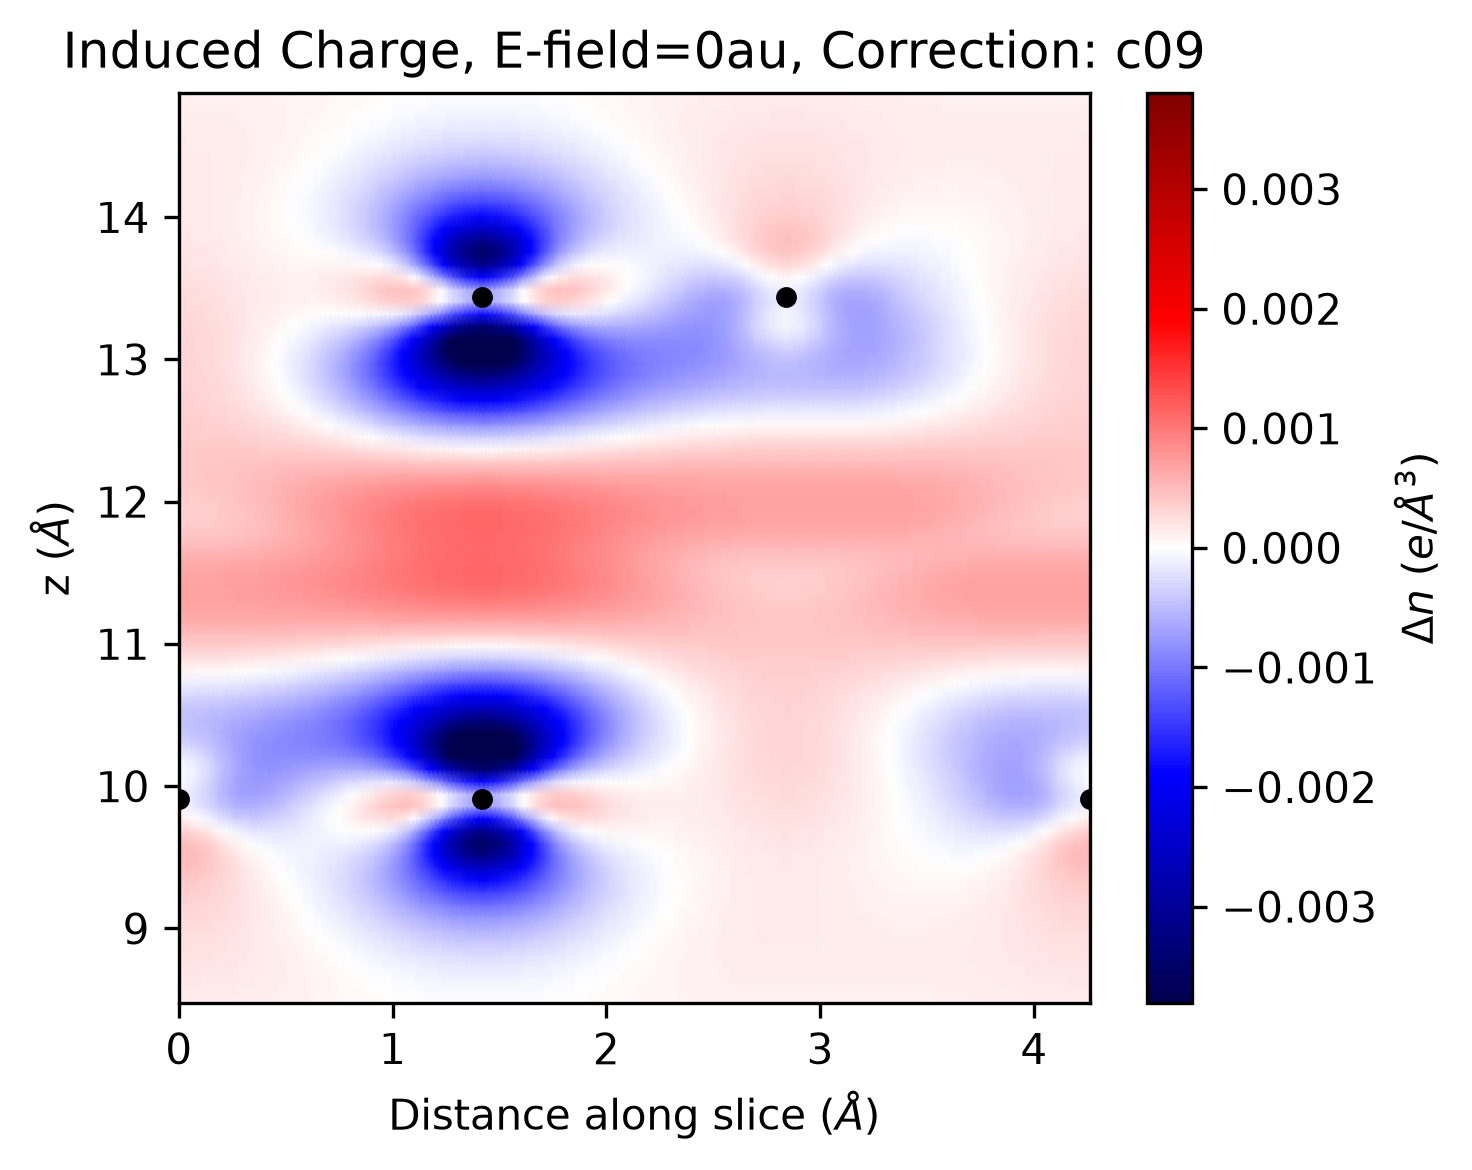 Induced Charge, E-field=0au, Correction: c09
14
13
12
11
10
9
z (Å)
0 1 2 3 4
Distance along slice (Å)
0.003
0.002
0.001
0.000
−0.001
−0.002
−0.003
Δn (e/Å³)